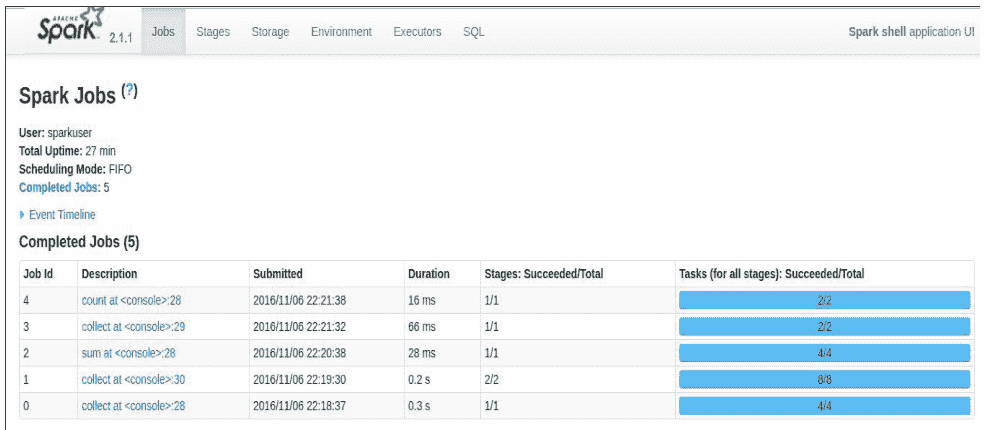 APACHE
Spark 2.1.1 Jobs Stages Storage Environment Executors SQL Spark shell application UI
Spark Jobs (?)
User: sparkuser
Total Uptime: 27 min
Scheduling Mode: FIFO
Completed Jobs: 5
Event Timeline
Completed Jobs (5)
Job Id Description Submitted Duration Stages: Succeeded/Total Tasks (for all stages): Succeeded/Total
4 count at <console>:28 2016/11/06 22:21:38 16 ms 1/1 2/2
3 collect at <console>:29 2016/11/06 22:21:32 66 ms 1/1 2/2
2 sum at <console>:28 2016/11/06 22:20:38 28 ms 1/1 4/4
1 collect at <console>:30 2016/11/06 22:19:30 0.2 s 2/2 8/8
0 collect at <console>:28 2016/11/06 22:18:37 0.3 s 1/1 4/4